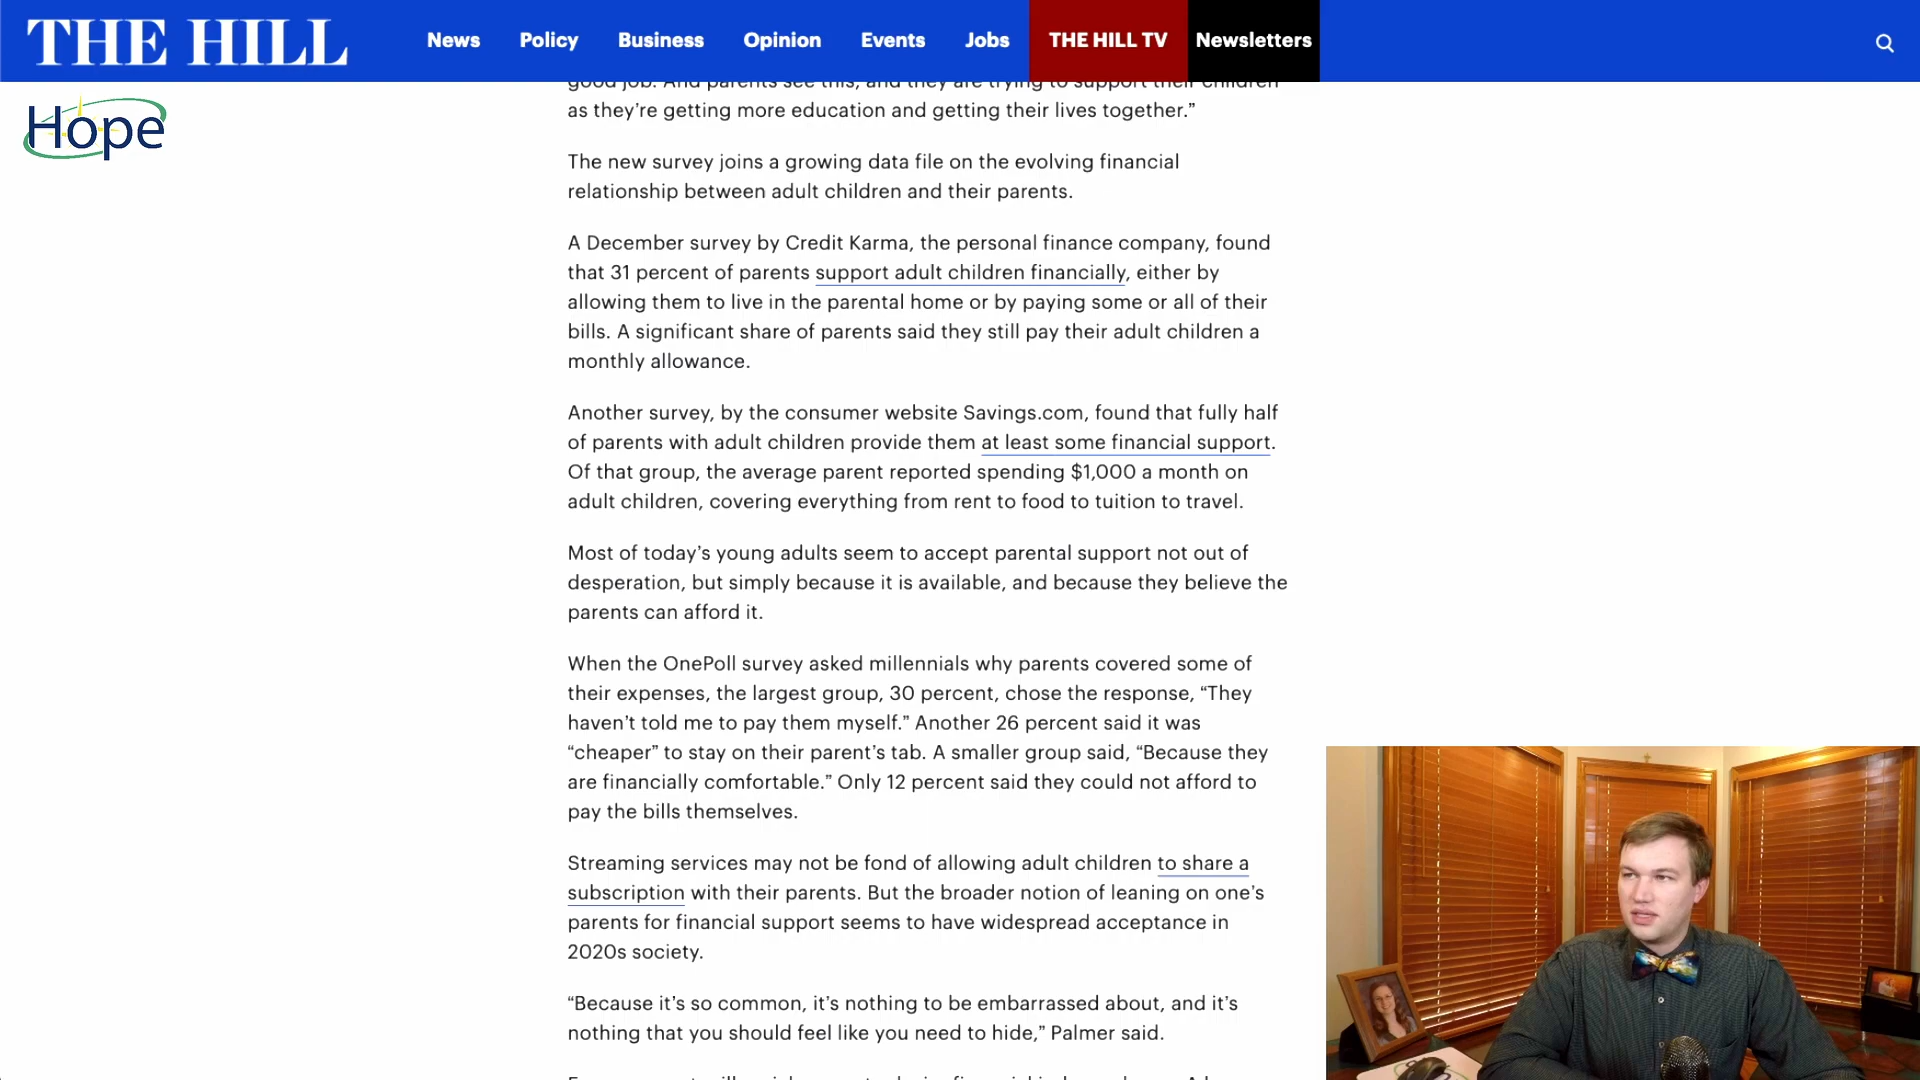 THE HILL
News Policy Business Opinion Events Jobs THE HILL TV Newsletters
Hope
good job. And parents see this, and they are trying to support their children
as they’re getting more education and getting their lives together.”
The new survey joins a growing data file on the evolving financial
relationship between adult children and their parents.
A December survey by Credit Karma, the personal finance company, found
that 31 percent of parents support adult children financially, either by
allowing them to live in the parental home or by paying some or all of their
bills. A significant share of parents said they still pay their adult children a
monthly allowance.
Another survey, by the consumer website Savings.com, found that fully half
of parents with adult children provide them at least some financial support.
Of that group, the average parent reported spending $1,000 a month on
adult children, covering everything from rent to food to tuition to travel.
Most of today’s young adults seem to accept parental support not out of
desperation, but simply because it is available, and because they believe the
parents can afford it.
When the OnePoll survey asked millennials why parents covered some of
their expenses, the largest group, 30 percent, chose the response, “They
haven’t told me to pay them myself.” Another 26 percent said it was
“cheaper” to stay on their parent’s tab. A smaller group said, “Because they
are financially comfortable.” Only 12 percent said they could not afford to
pay the bills themselves.
Streaming services may not be fond of allowing adult children to share a
subscription with their parents. But the broader notion of leaning on one’s
parents for financial support seems to have widespread acceptance in
2020s society.
“Because it’s so common, it’s nothing to be embarrassed about, and it’s
nothing that you should feel like you need to hide,” Palmer said.